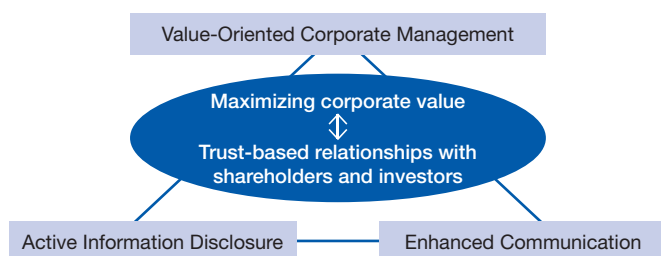 Value-Oriented Corporate Management
Maximizing corporate value
Trust-based relationships with
shareholders and investors
Active Information Disclosure
Enhanced Communication